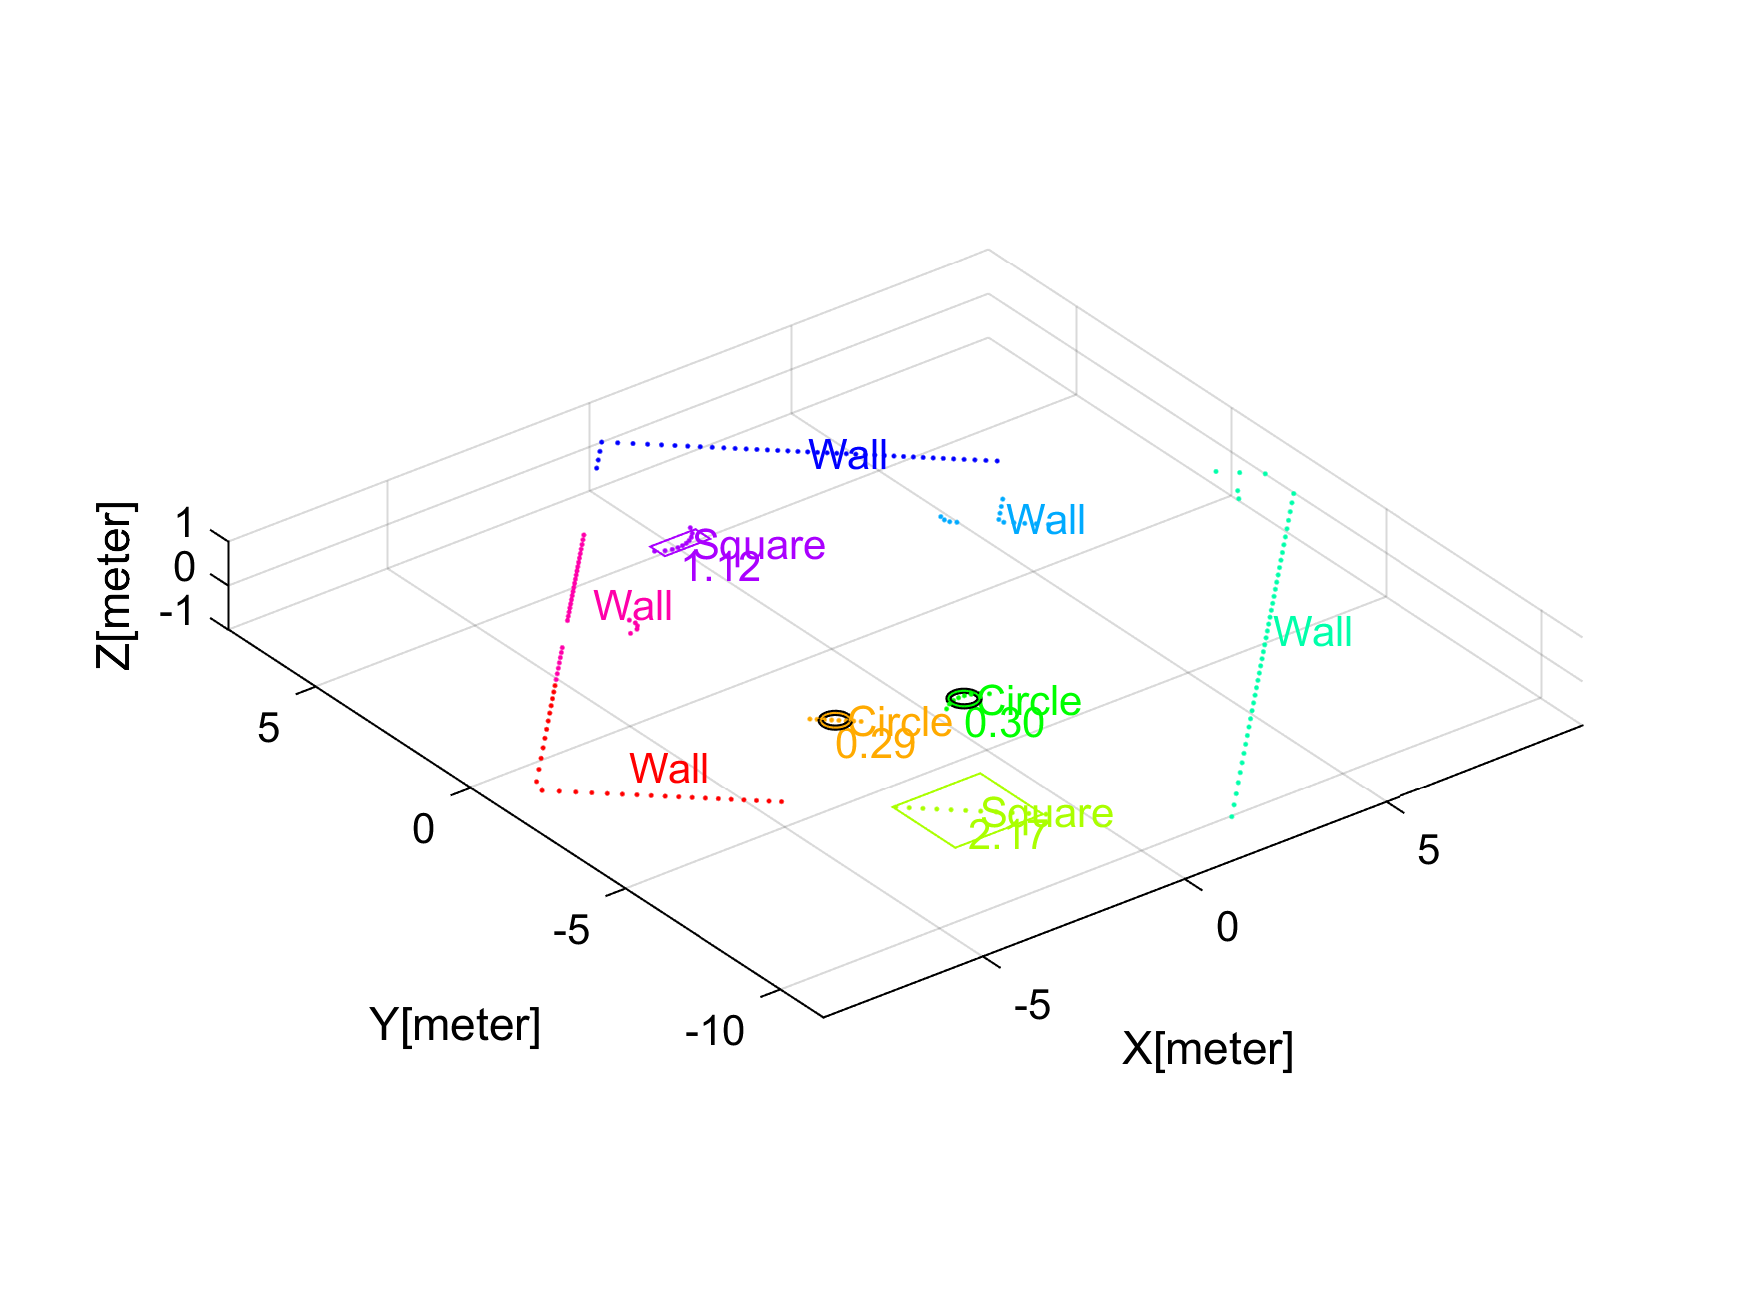 Wall
Wall
Square
1.12
Wall
Wall
Wall
Circle
0.30
Circle
0.29
Wall
Square
2.17
1
0
-1
Z[meter]
5
0
-5
-10
Y[meter]
5
0
-5
X[meter]